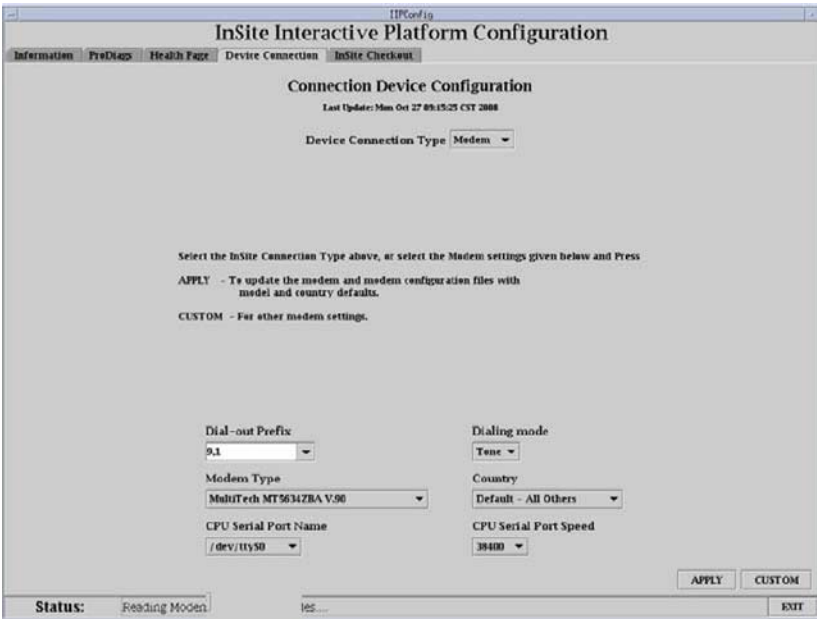 IIPConfig
InSite Interactive Platform Configuration
Information ProDiags Health Page Device Connection InSite Checkout
Connection Device Configuration
Last Update: Mon Oct 27 09:15:25 CST 2008
Device Connection Type Modem
Select the InSite Connection Type above, or select the Modem settings given below and Press
APPLY - To update the modem and modem configuration files with
model and country defaults.
CUSTOM - For other modem settings.
Dial-out Prefix Dialing mode
9,1 Tone
Modem Type Country
MultiTech MT5634ZBA V.90 Default - All Others
CPU Serial Port Name CPU Serial Port Speed
/dev/ttyS0 38400
APPLY CUSTOM
Status: Reading Modem les.... EXIT